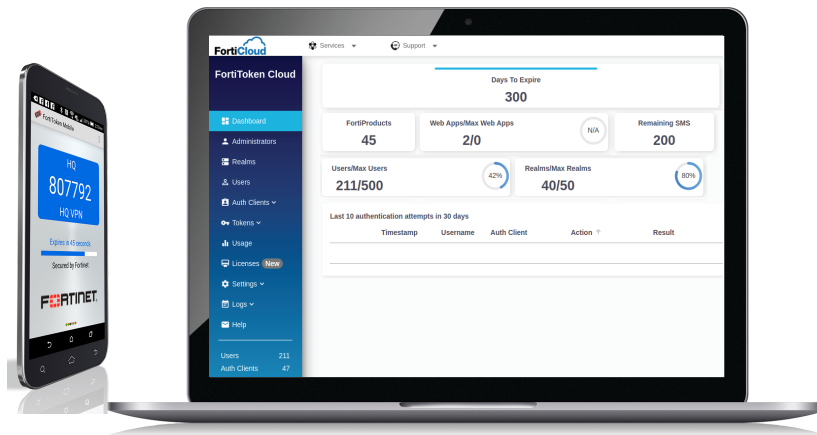 FortiToken Mobile
HQ
807792
HQ VPN
Expires in 45 seconds
Secured by Fortinet
FORTINET
FortiCloud
Services
Support
FortiToken Cloud
Dashboard
Administrators
Realms
Users
Auth Clients
Tokens
Usage
Licenses New
Settings
Logs
Help
Users 211
Auth Clients 47
Days To Expire
300
FortiProducts
45
Web Apps/Max Web Apps
2/0
N/A
Remaining SMS
200
Users/Max Users
211/500
42%
Realms/Max Realms
40/50
80%
Last 10 authentication attempts in 30 days
Timestamp Username Auth Client Action Result